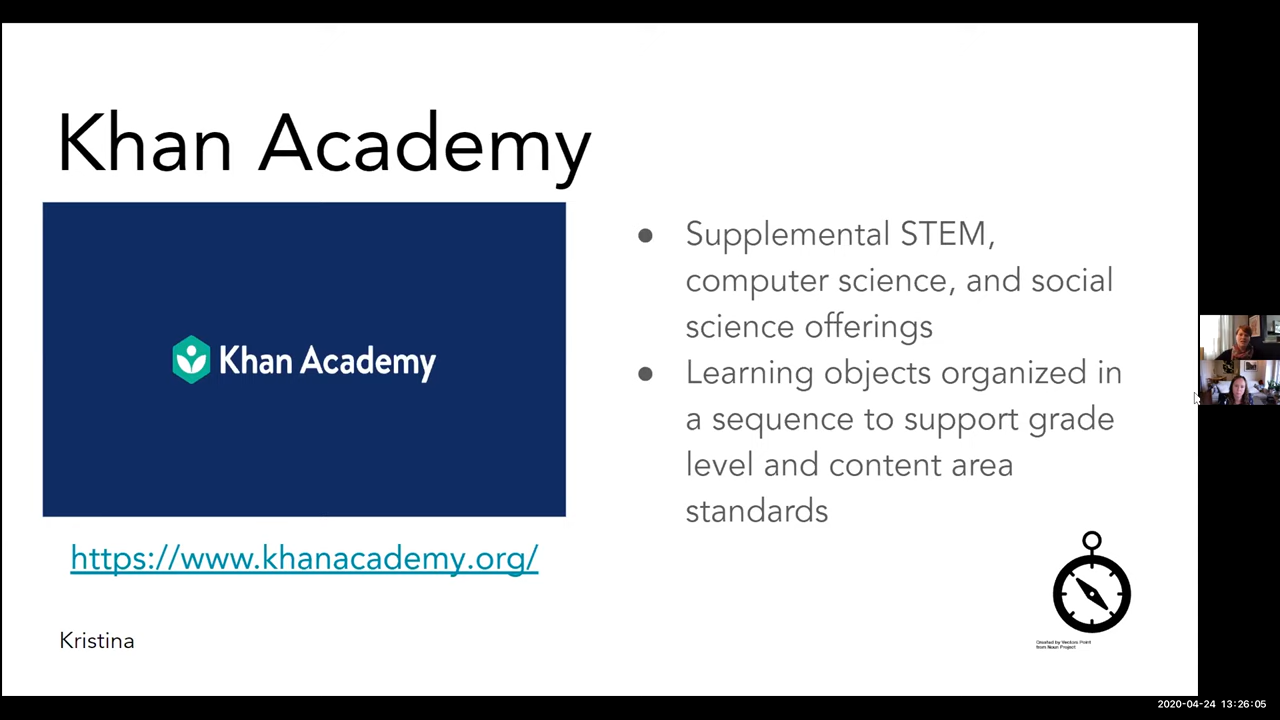 Khan Academy
Khan Academy
https://www.khanacademy.org/
Kristina
● Supplemental STEM,
computer science, and social
science offerings
● Learning objects organized in
a sequence to support grade
level and content area
standards
Created by Vectors Point
from Noun Project
2020-04-24 13:26:05